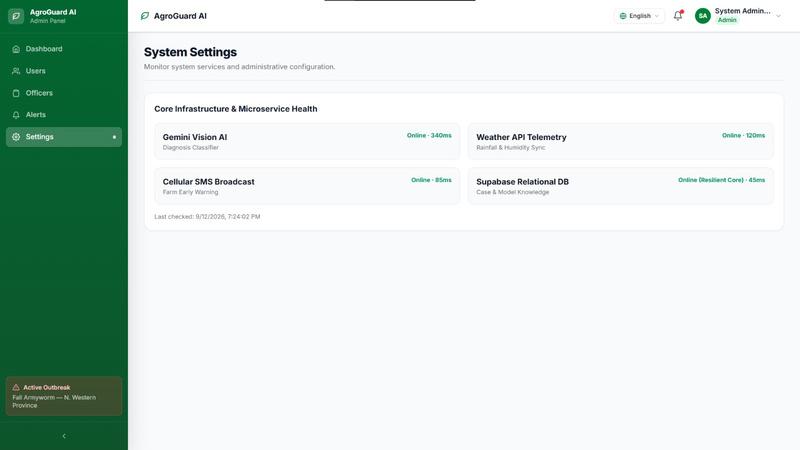 AgroGuard AI
Admin Panel
Dashboard
Users
Officers
Alerts
Settings
Active Outbreak
Fall Armyworm — N. Western
Province
AgroGuard AI
English
SA
System Admin...
Admin
System Settings
Monitor system services and administrative configuration.
Core Infrastructure & Microservice Health
Gemini Vision AI
Online · 340ms
Diagnosis Classifier
Weather API Telemetry
Online · 120ms
Rainfall & Humidity Sync
Cellular SMS Broadcast
Online · 85ms
Farm Early Warning
Supabase Relational DB
Online (Resilient Core) · 45ms
Case & Model Knowledge
Last checked: 9/12/2026, 7:24:02 PM